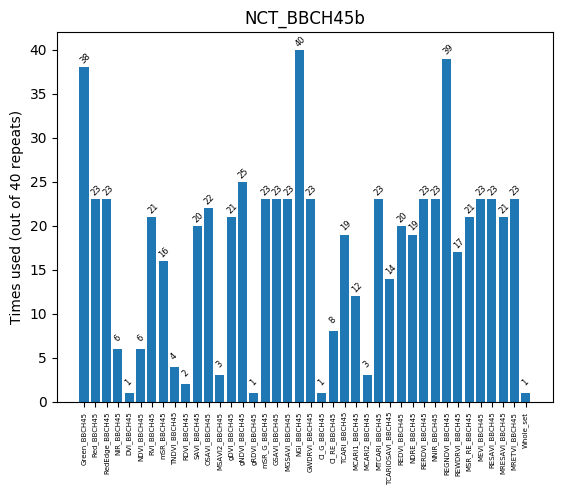 NCT_BBCH45b
Times used (out of 40 repeats)
40
35
30
25
20
15
10
5
0
38
23
23
6
1
6
21
16
4
2
20
22
3
21
25
1
23
23
23
40
23
1
8
19
12
3
23
14
20
19
23
23
39
17
21
23
23
21
23
1
Green_BBCH45
Red_BBCH45
RedEdge_BBCH45
NIR_BBCH45
DVI_BBCH45
NDVI_BBCH45
RVI_BBCH45
mSR_BBCH45
TNDVI_BBCH45
RDVI_BBCH45
SAVI_BBCH45
OSAVI_BBCH45
MSAVI2_BBCH45
gDVI_BBCH45
gNDVI_BBCH45
gRDVI_BBCH45
mSR_G_BBCH45
GSAVI_BBCH45
MGSAVI_BBCH45
NGI_BBCH45
GWDRVI_BBCH45
CI_G_BBCH45
CI_RE_BBCH45
TCARI_BBCH45
MCARI1_BBCH45
MCARI2_BBCH45
MTCARI_BBCH45
TCARIOSAVI_BBCH45
REDVI_BBCH45
NDRE_BBCH45
RERDVI_BBCH45
NNIR_BBCH45
REGNDVI_BBCH45
REWDRVI_BBCH45
MSR_RE_BBCH45
MEVI_BBCH45
RESAVI_BBCH45
MRESAVI_BBCH45
MRETVI_BBCH45
Whole_set